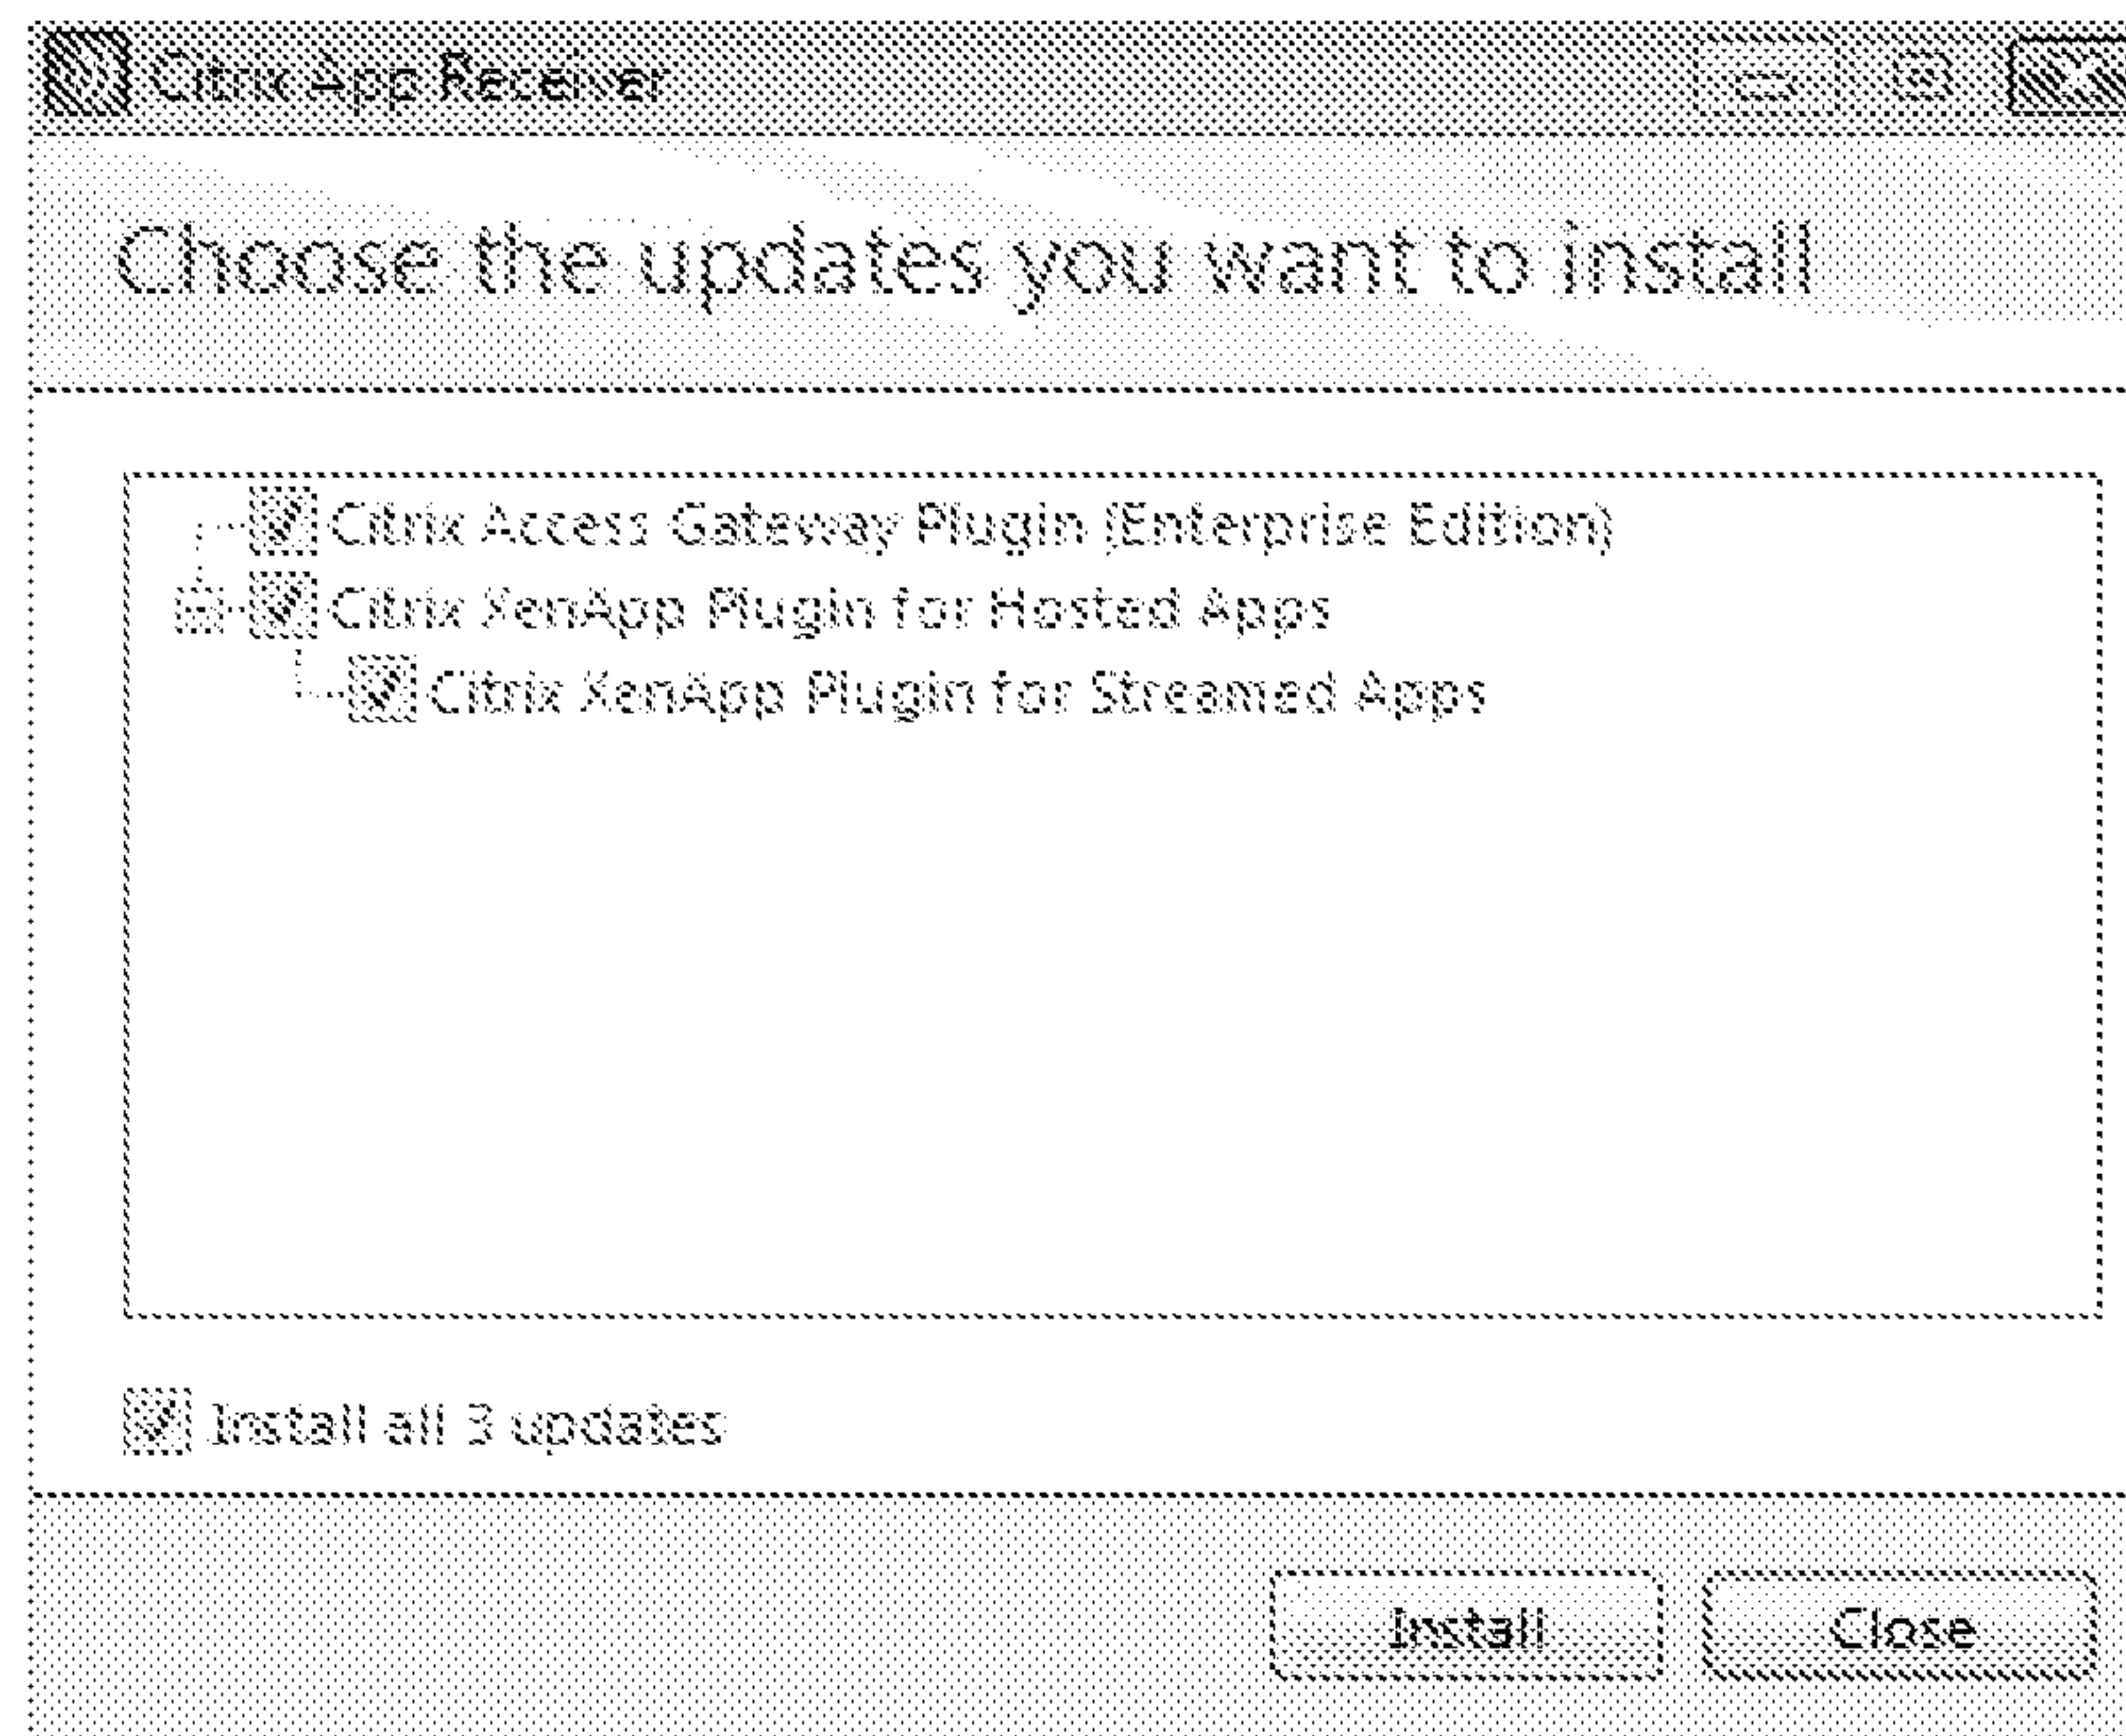 Citrix App Receiver
Choose the updates you want to install
Citrix Access Gateway Plugin (Enterprise Edition)
Citrix XenApp Plugin for Hosted Apps
Citrix XenApp Plugin for Streamed Apps
Install all 3 updates
Install
Close